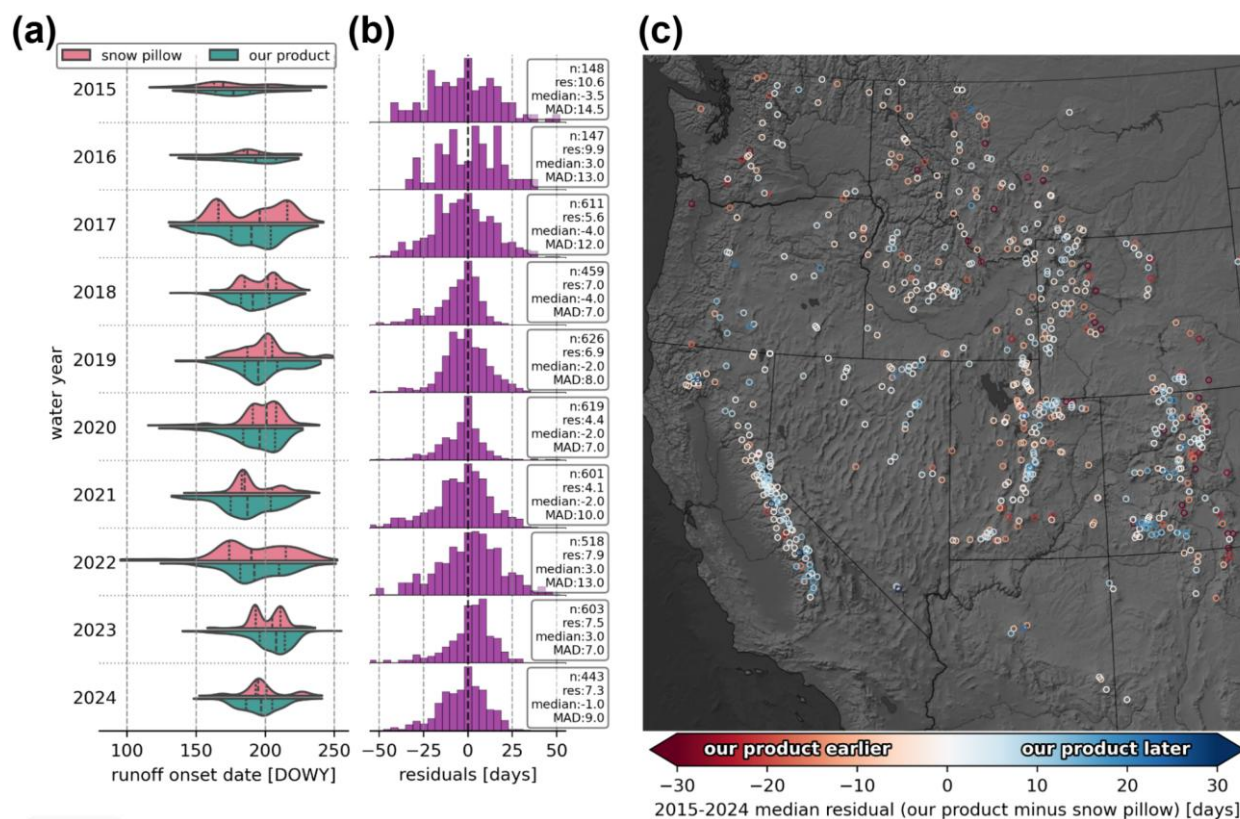 (a)
(b)
(c)
snow pillow
our product
water year
2015
2016
2017
2018
2019
2020
2021
2022
2023
2024
100
150
200
250
runoff onset date [DOWY]
n:148
res:10.6
median:-3.5
MAD:14.5
n:147
res:9.9
median:3.0
MAD:13.0
n:611
res:5.6
median:-4.0
MAD:12.0
n:459
res:7.0
median:-4.0
MAD:7.0
n:626
res:6.9
median:-2.0
MAD:8.0
n:619
res:4.4
median:-2.0
MAD:7.0
n:601
res:4.1
median:-2.0
MAD:10.0
n:518
res:7.9
median:3.0
MAD:13.0
n:603
res:7.5
median:3.0
MAD:7.0
n:443
res:7.3
median:-1.0
MAD:9.0
−50
−25
0
25
50
residuals [days]
our product earlier
our product later
−30
−20
−10
0
10
20
30
2015-2024 median residual (our product minus snow pillow) [days]